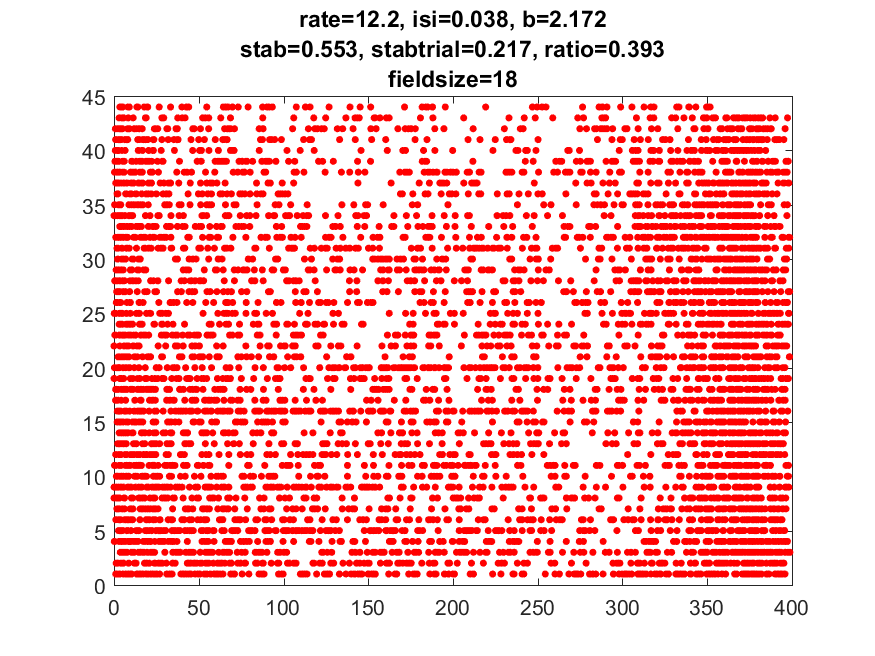 rate=12.2, isi=0.038, b=2.172
stab=0.553, stabtrial=0.217, ratio=0.393
fieldsize=18
45
40
35
30
25
20
15
10
5
0
0 50 100 150 200 250 300 350 400